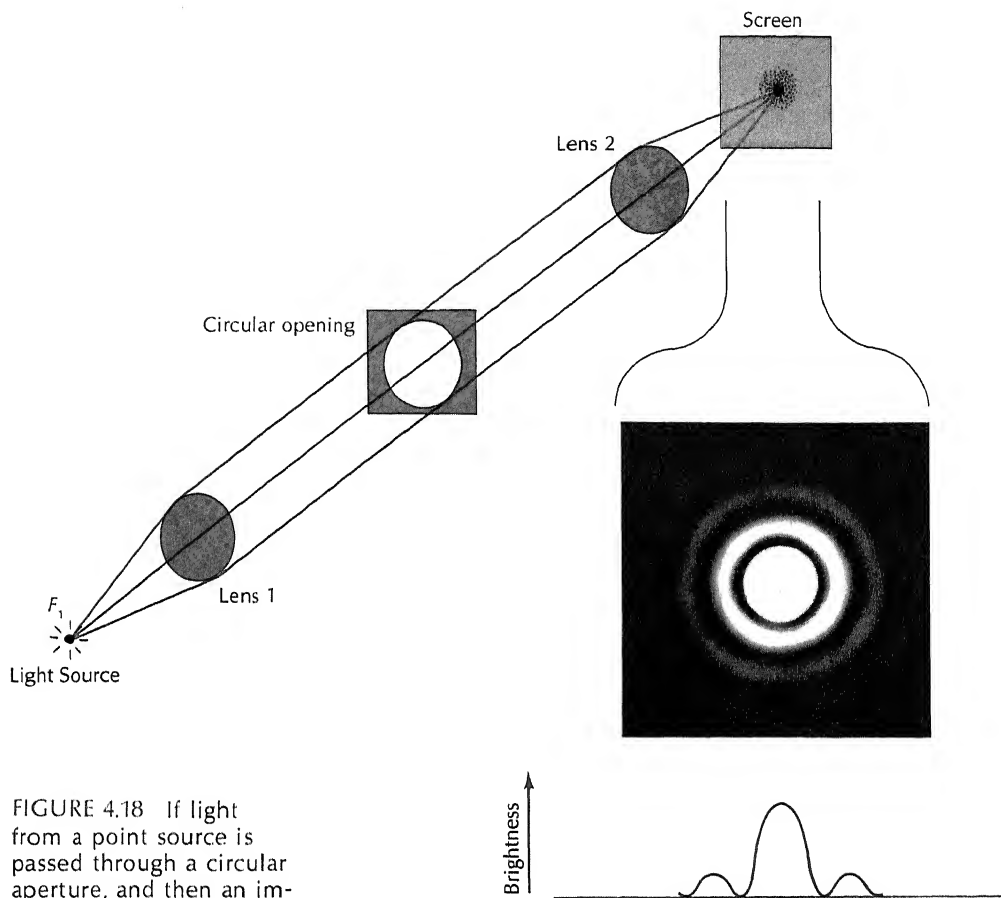 Screen
Lens 2
Circular opening
Lens 1
F1
Light Source
FIGURE 4.18 If light
from a point source is
passed through a circular
aperture, and then an im-
Brightness